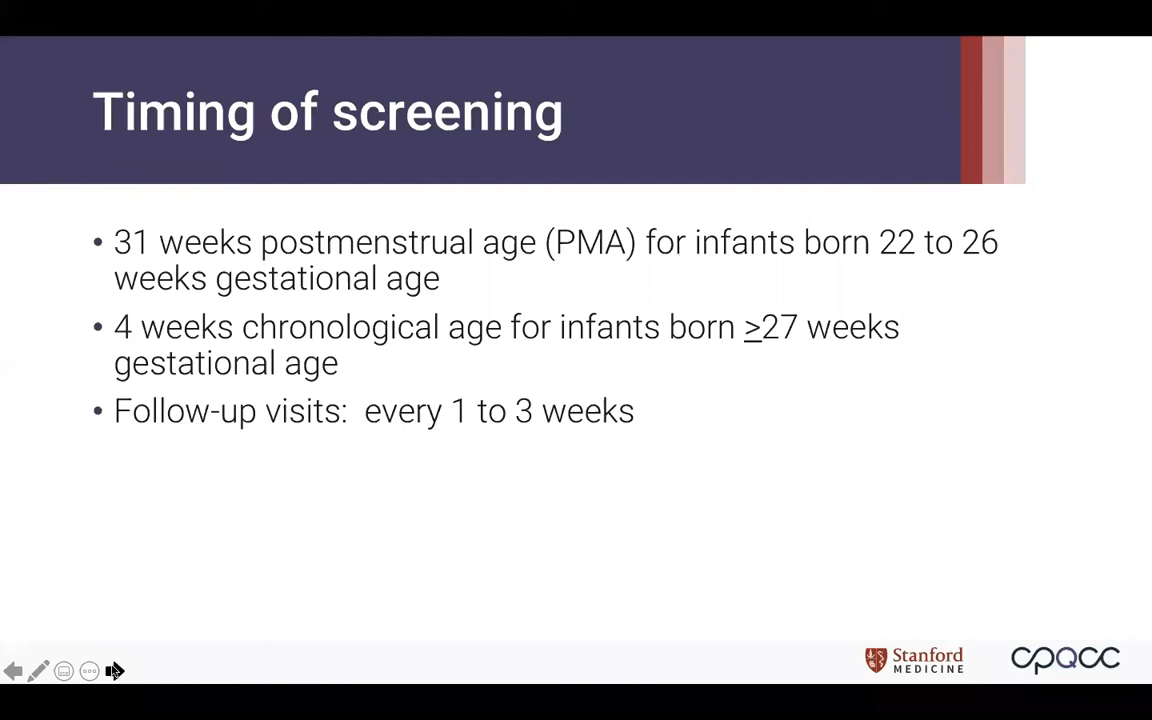 Timing of screening
• 31 weeks postmenstrual age (PMA) for infants born 22 to 26
weeks gestational age
• 4 weeks chronological age for infants born ≥27 weeks
gestational age
• Follow-up visits:  every 1 to 3 weeks
Stanford
MEDICINE
cpqcc